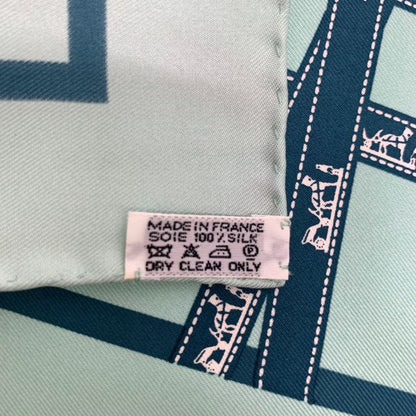 MADE IN FRANCE
SOIE 100% SILK
P
DRY CLEAN ONLY